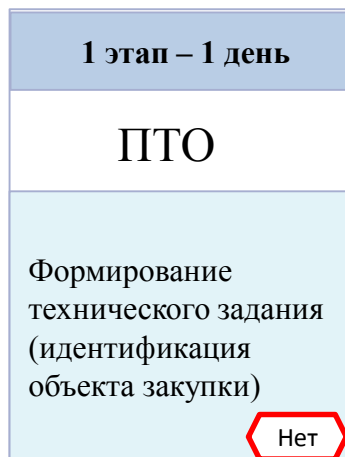 1 этап – 1 день
ПТО
Формирование
технического задания
(идентификация
объекта закупки)
Нет